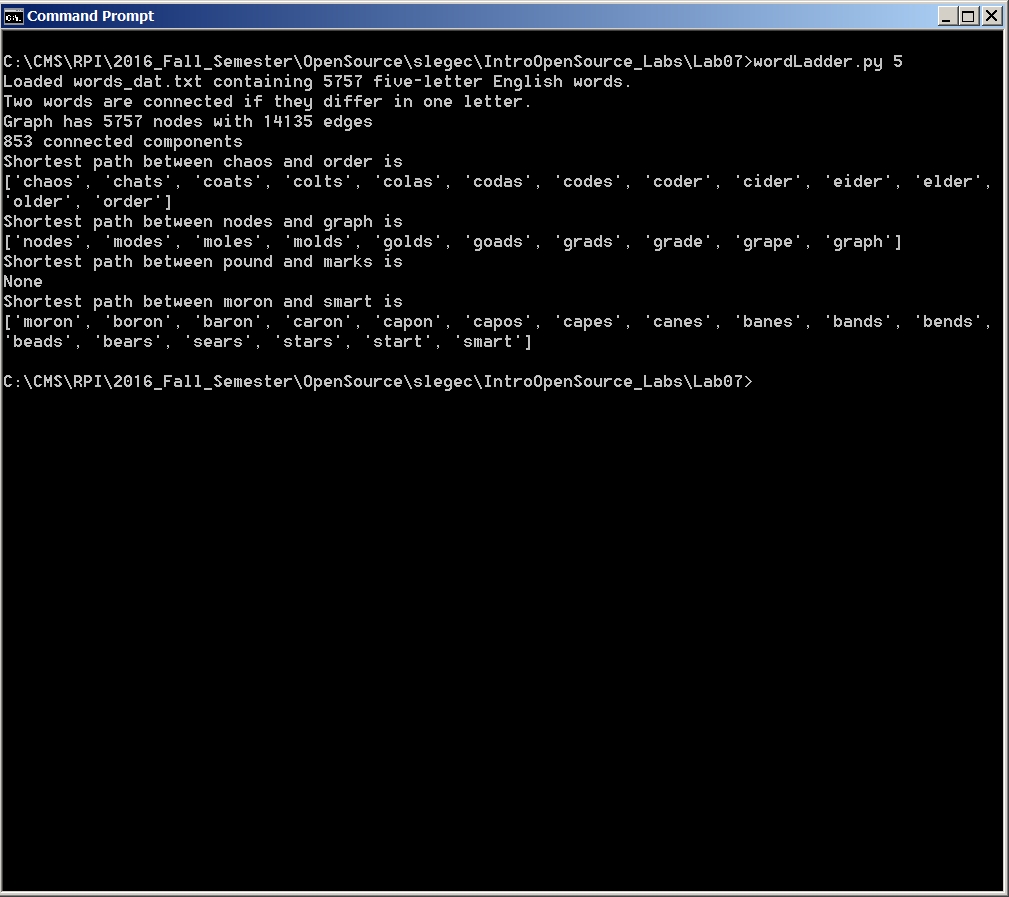 Command Prompt
C:\CMS\RPI\2016_Fall_Semester\OpenSource\slegec\IntroOpenSource_Labs\Lab07>wordLadder.py 5
Loaded words_dat.txt containing 5757 five-letter English words.
Two words are connected if they differ in one letter.
Graph has 5757 nodes with 14135 edges
853 connected components
Shortest path between chaos and order is
['chaos', 'chats', 'coats', 'colts', 'colas', 'codas', 'codes', 'coder', 'cider', 'eider', 'elder',
'older', 'order']
Shortest path between nodes and graph is
['nodes', 'modes', 'moles', 'molds', 'golds', 'goads', 'grads', 'grade', 'grape', 'graph']
Shortest path between pound and marks is
None
Shortest path between moron and smart is
['moron', 'boron', 'baron', 'caron', 'capon', 'capos', 'capes', 'canes', 'banes', 'bands', 'bends',
'beads', 'bears', 'sears', 'stars', 'start', 'smart']
C:\CMS\RPI\2016_Fall_Semester\OpenSource\slegec\IntroOpenSource_Labs\Lab07>